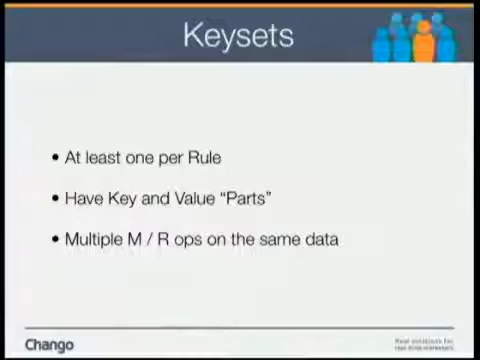 Keysets
• At least one per Rule
• Have Key and Value “Parts”
• Multiple M / R ops on the same data
Chango